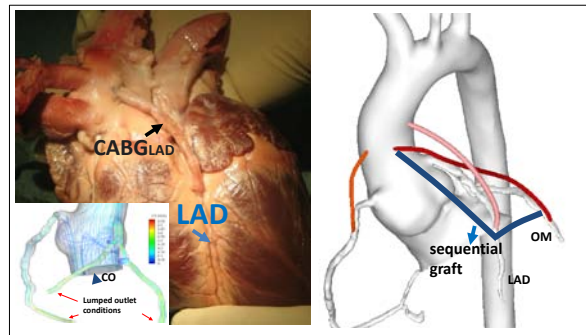 CABGLAD
LAD
CO
Lumped outlet
conditions
sequential
graft
OM
LAD